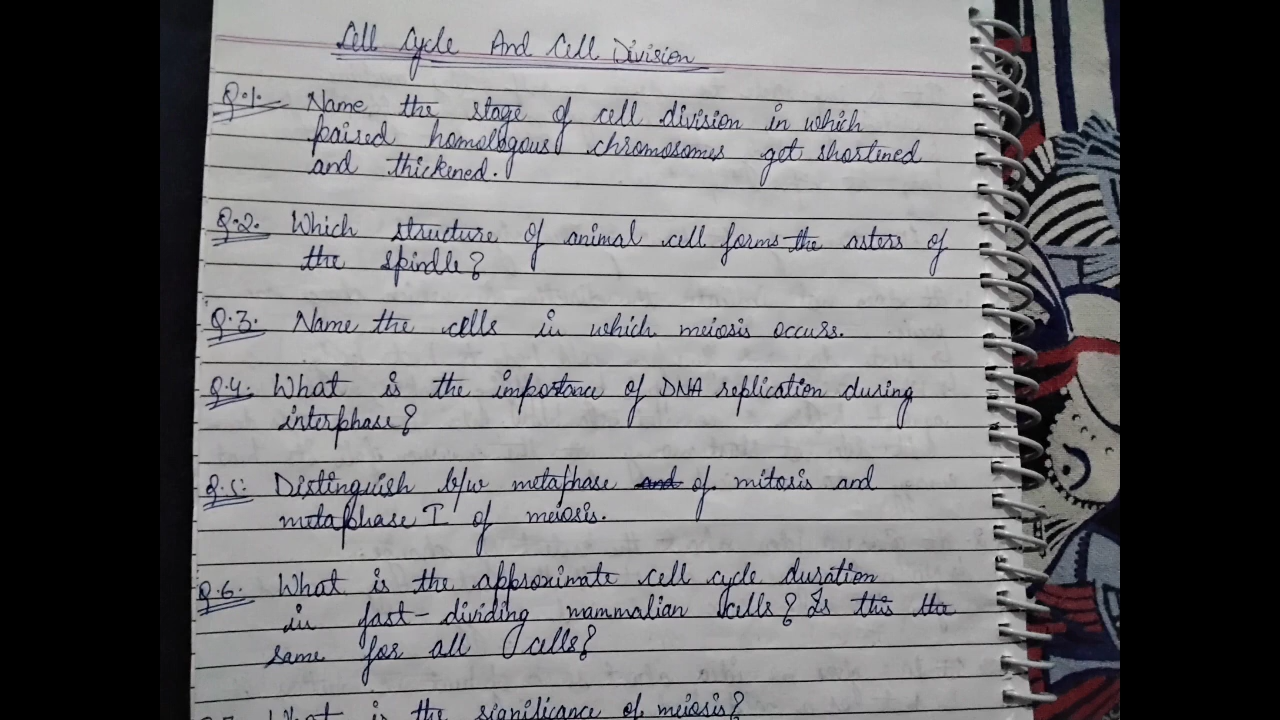 Cell Cycle And Cell Division
Q.1. Name the stage of cell division in which
paired homologous chromosomes get shortened
and thickened.
Q.2. Which structure of animal cell forms the asters of
the spindle?
Q.3. Name the cells in which meiosis occurs.
Q.4. What is the importance of DNA replication during
interphase?
Q.5. Distinguish b/w metaphase and of mitosis and
metaphase I of meiosis.
Q.6. What is the approximate cell cycle duration
in fast-dividing mammalian cells? Is this the
same for all cells?
Q.7. What is the significance of meiosis?